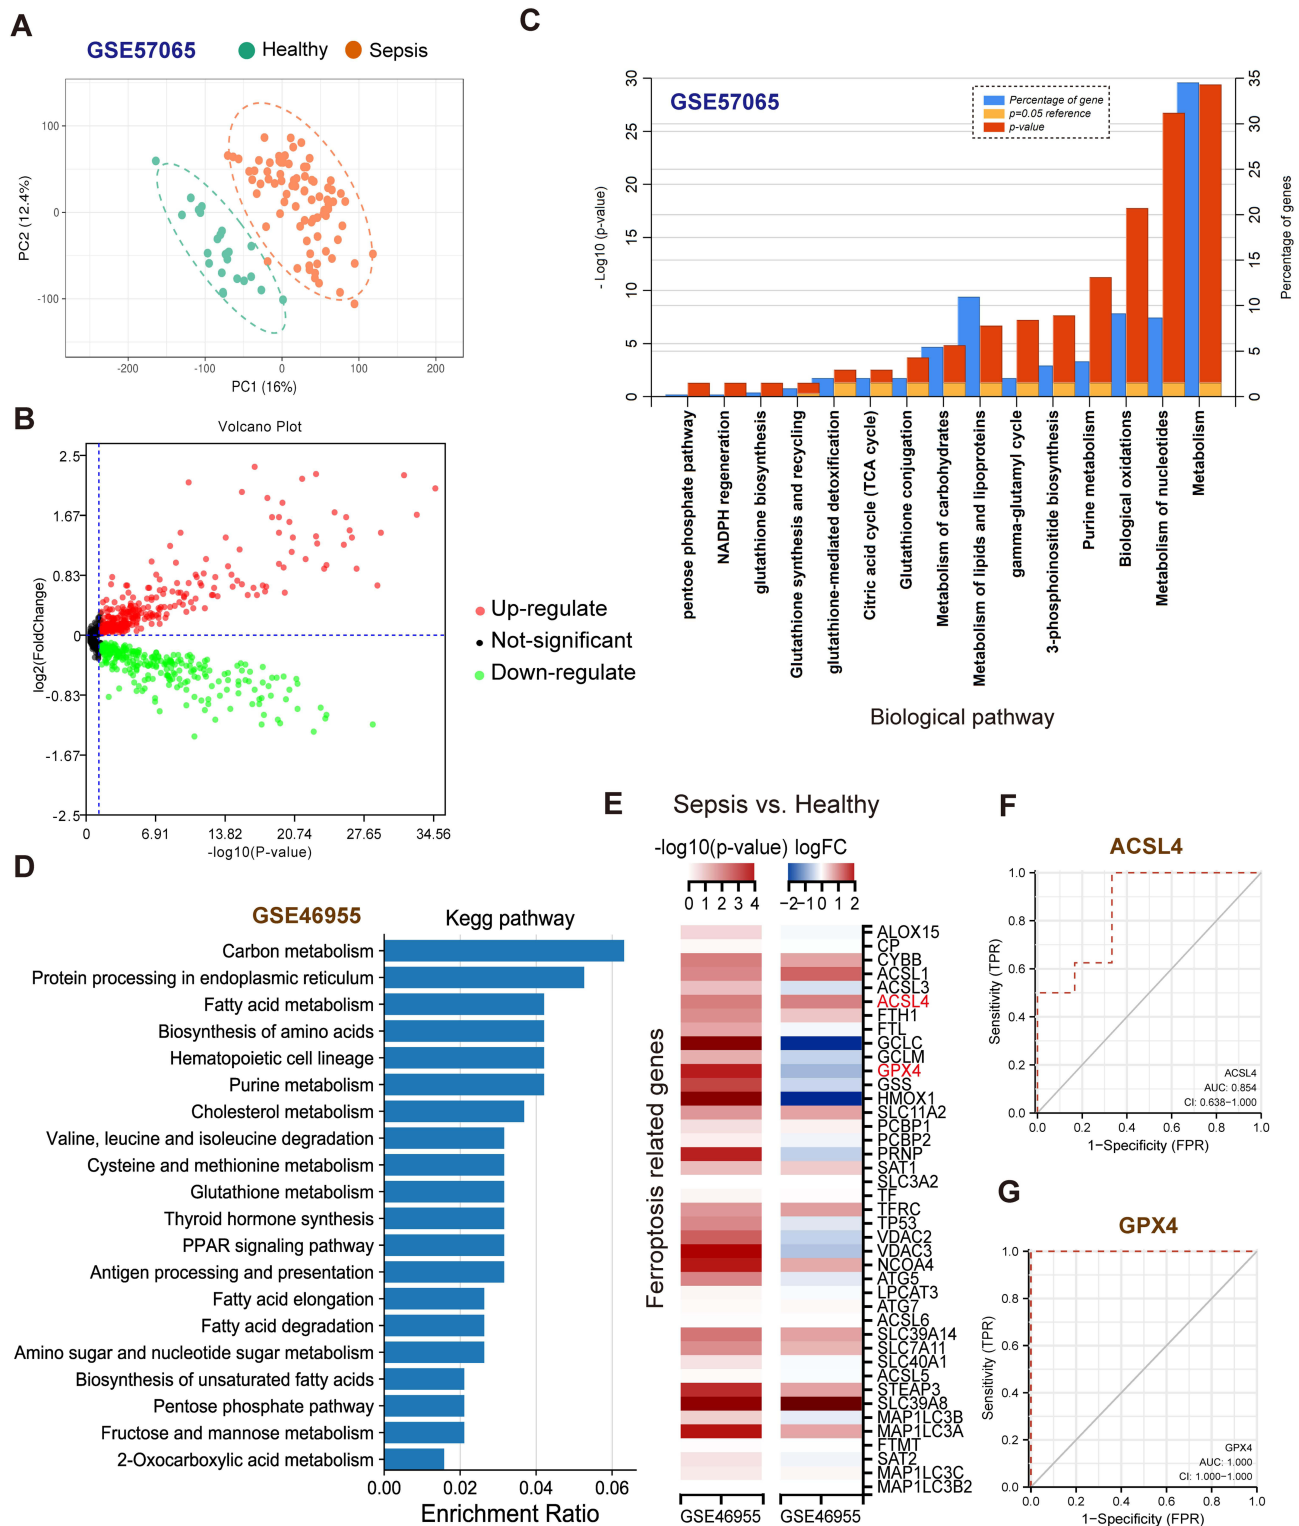 A
GSE57065
Healthy
Sepsis
100
0
-100
PC2 (12.4%)
-200
-100
0
100
200
PC1 (16%)
B
Volcano Plot
2.5
1.67
0.83
0
-0.83
-1.67
-2.5
log2(FoldChange)
0
6.91
13.82
20.74
27.65
34.56
-log10(P-value)
Up-regulate
Not-significant
Down-regulate
C
GSE57065
Percentage of gene
p=0.05 reference
p-value
30
25
20
15
10
5
0
- Log10 (p-value)
35
30
25
20
15
10
5
0
Percentage of genes
pentose phosphate pathway
NADPH regeneration
glutathione biosynthesis
Glutathione synthesis and recycling
glutathione-mediated detoxification
Citric acid cycle (TCA cycle)
Glutathione conjugation
Metabolism of carbohydrates
Metabolism of lipids and lipoproteins
gamma-glutamyl cycle
3-phosphoinositide biosynthesis
Purine metabolism
Biological oxidations
Metabolism of nucleotides
Metabolism
Biological pathway
D
GSE46955
Kegg pathway
Carbon metabolism
Protein processing in endoplasmic reticulum
Fatty acid metabolism
Biosynthesis of amino acids
Hematopoietic cell lineage
Purine metabolism
Cholesterol metabolism
Valine, leucine and isoleucine degradation
Cysteine and methionine metabolism
Glutathione metabolism
Thyroid hormone synthesis
PPAR signaling pathway
Antigen processing and presentation
Fatty acid elongation
Fatty acid degradation
Amino sugar and nucleotide sugar metabolism
Biosynthesis of unsaturated fatty acids
Pentose phosphate pathway
Fructose and mannose metabolism
2-Oxocarboxylic acid metabolism
0.00
0.02
0.04
0.06
Enrichment Ratio
E
Sepsis vs. Healthy
-log10(p-value)
logFC
0 1 2 3 4
−2−1 0 1 2
Ferroptosis related genes
ALOX15
CP
CYBB
ACSL1
ACSL3
ACSL4
FTH1
FTL
GCLC
GCLM
GPX4
GSS
HMOX1
SLC11A2
PCBP1
PCBP2
PRNP
SAT1
SLC3A2
TF
TFRC
TP53
VDAC2
VDAC3
NCOA4
ATG5
LPCAT3
ATG7
ACSL6
SLC39A14
SLC7A11
SLC40A1
ACSL5
STEAP3
SLC39A8
MAP1LC3B
MAP1LC3A
FTMT
SAT2
MAP1LC3C
MAP1LC3B2
GSE46955
GSE46955
F
ACSL4
1.0
0.8
0.6
0.4
0.2
0.0
Sensitivity (TPR)
ACSL4
AUC: 0.854
CI: 0.638−1.000
0.0
0.2
0.4
0.6
0.8
1.0
1−Specificity (FPR)
G
GPX4
1.0
0.8
0.6
0.4
0.2
0.0
Sensitivity (TPR)
GPX4
AUC: 1.000
CI: 1.000−1.000
0.0
0.2
0.4
0.6
0.8
1.0
1−Specificity (FPR)